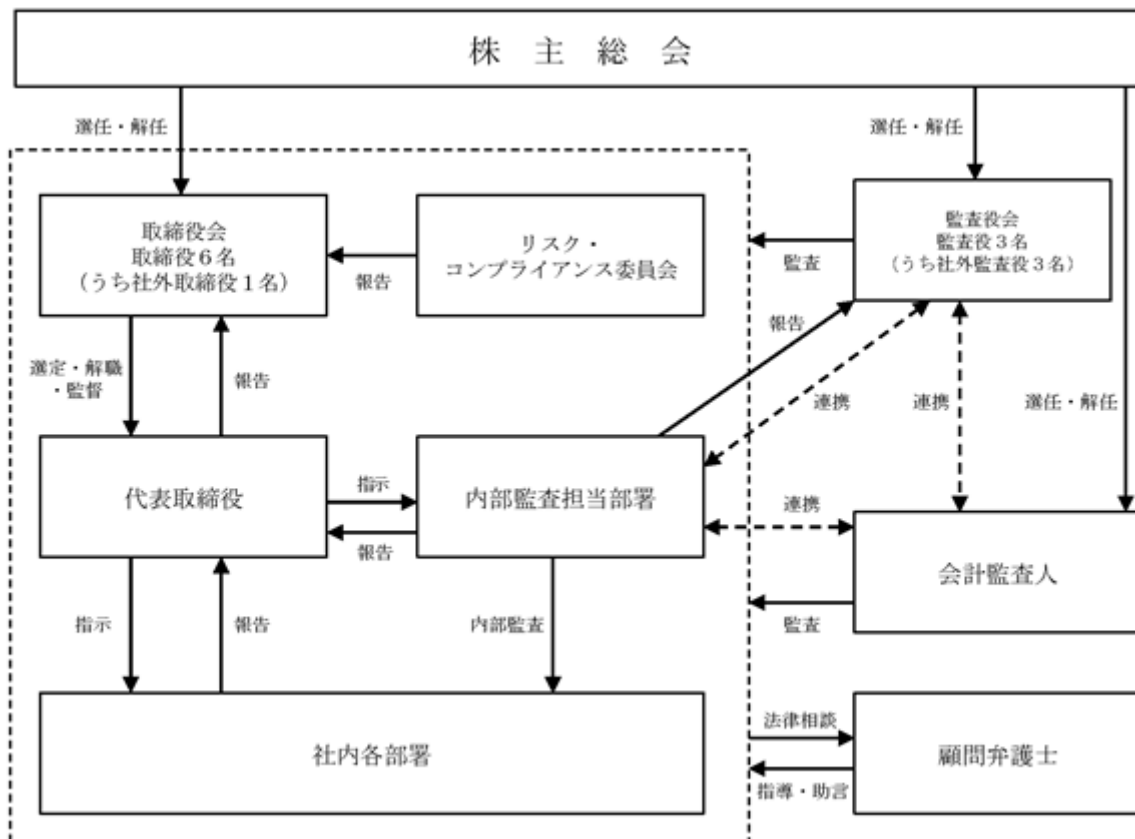 株主総会
選任・解任
選任・解任
取締役会
取締役6名
(うち社外取締役1名)
報告
リスク・
コンプライアンス委員会
監査
監査役会
監査役3名
(うち社外監査役3名)
選定・解職
・監督
報告
報告
連携
連携
選任・解任
代表取締役
指示
報告
内部監査担当部署
連携
会計監査人
監査
指示
報告
内部監査
社内各部署
法律相談
指導・助言
顧問弁護士